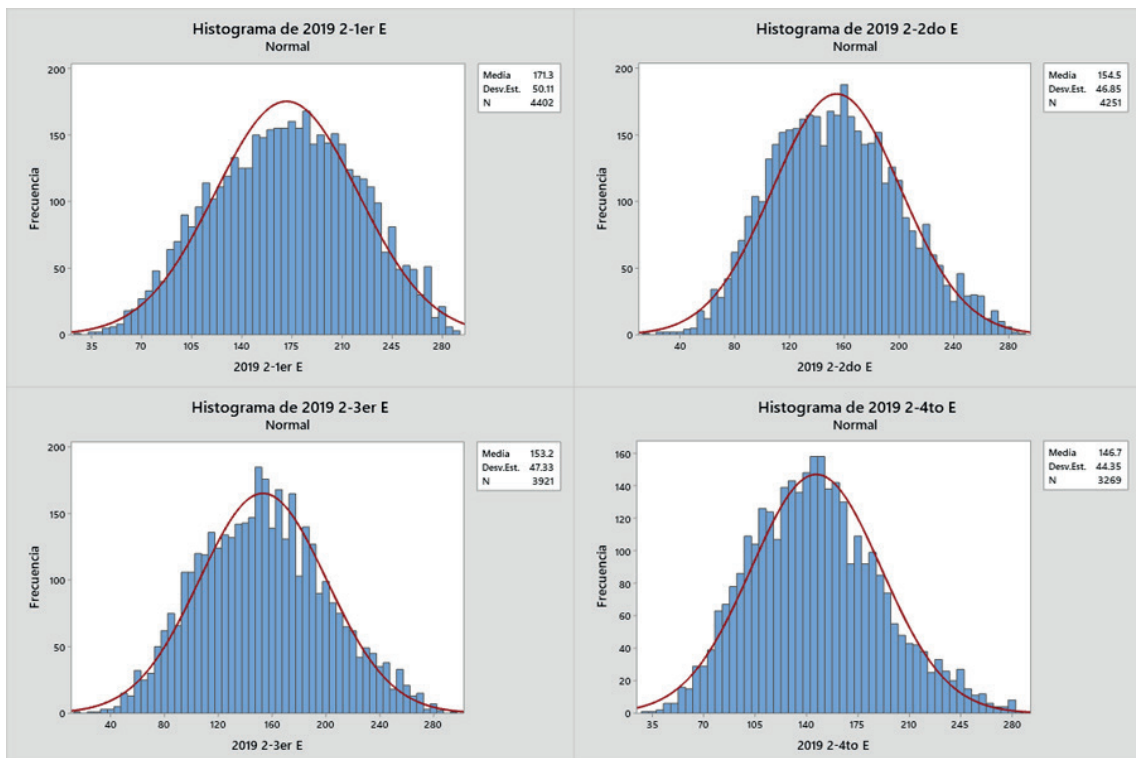 Histograma de 2019 2-1er E
Normal
Media 171.3
Desv.Est. 50.11
N 4402
200
150
100
50
0
Frecuencia
35 70 105 140 175 210 245 280
2019 2-1er E
Histograma de 2019 2-2do E
Normal
Media 154.5
Desv.Est. 46.85
N 4251
200
150
100
50
0
Frecuencia
40 80 120 160 200 240 280
2019 2-2do E
Histograma de 2019 2-3er E
Normal
Media 153.2
Desv.Est. 47.33
N 3921
200
150
100
50
0
Frecuencia
40 80 120 160 200 240 280
2019 2-3er E
Histograma de 2019 2-4to E
Normal
Media 146.7
Desv.Est. 44.35
N 3269
160
140
120
100
80
60
40
20
0
Frecuencia
35 70 105 140 175 210 245 280
2019 2-4to E